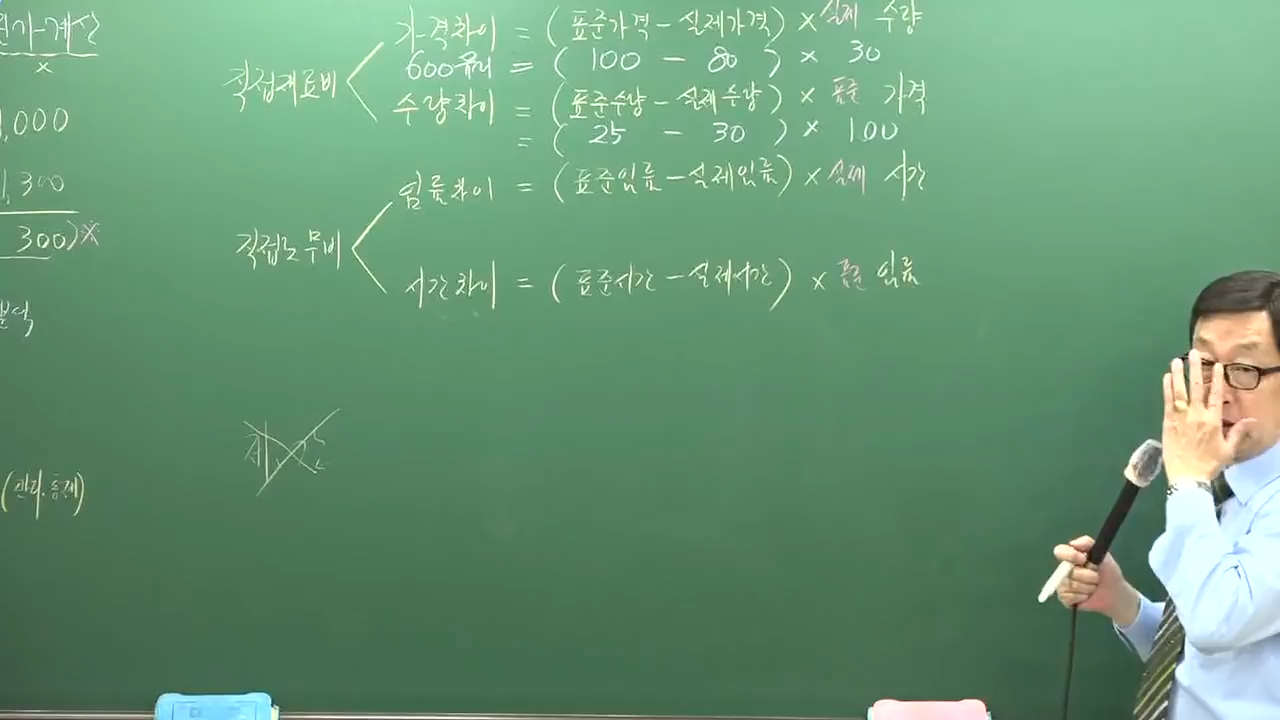 원가계산
×
,000
1,300
300)×
분석
(관리.통제)
직접재료비
가격차이 = (표준가격 - 실제가격) × 실제 수량
600유리 = ( 100 - 80 ) × 30
수량차이 = (표준수량 - 실제수량) × 표준 가격
= ( 25 - 30 ) × 100
직접노무비
임률차이 = (표준임률 - 실제임률) × 실제 시간
시간차이 = (표준시간 - 실제시간) × 표준 임률